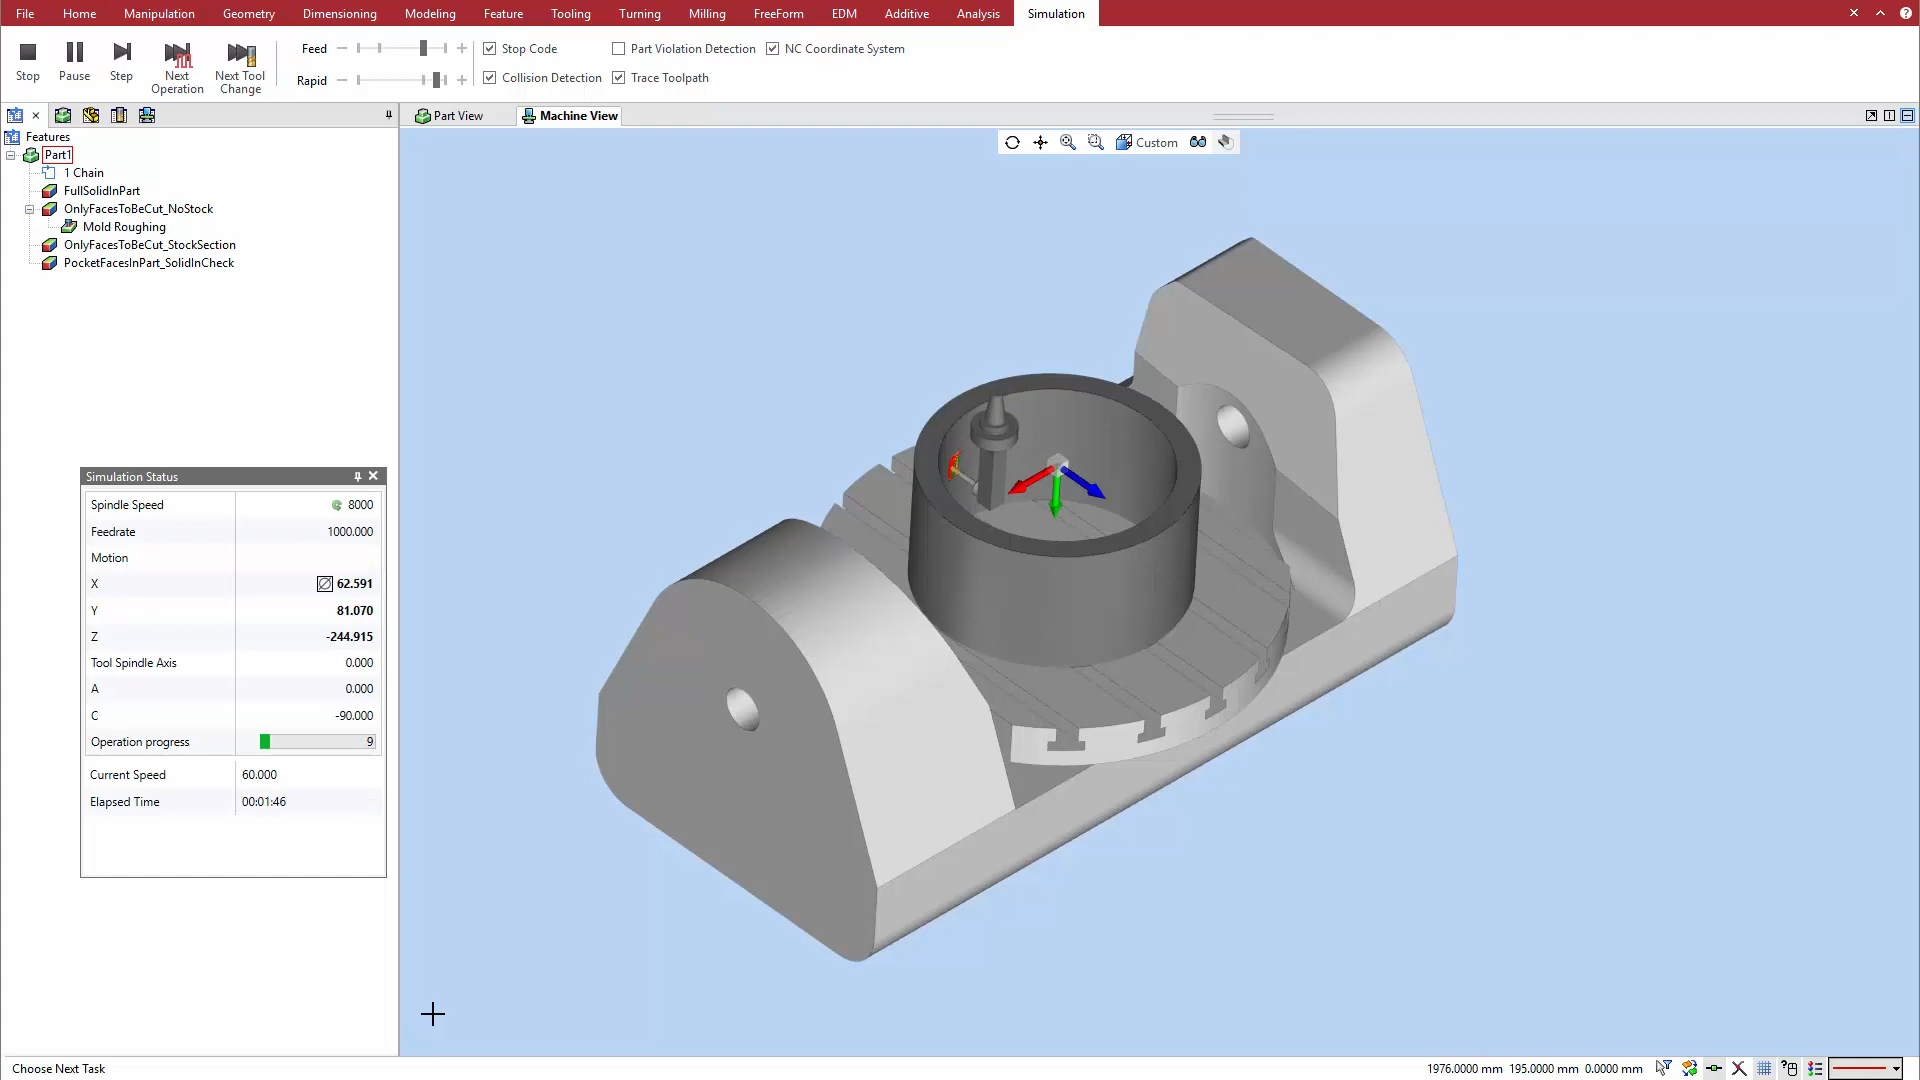 File Home Manipulation Geometry Dimensioning Modeling Feature Tooling Turning Milling FreeForm EDM Additive Analysis Simulation
Stop Pause Step Next Operation Next Tool Change
Feed
Rapid
Stop Code Part Violation Detection NC Coordinate System
Collision Detection Trace Toolpath
Part View Machine View
Custom
Features
Part1
1 Chain
FullSolidInPart
OnlyFacesToBeCut_NoStock
Mold Roughing
OnlyFacesToBeCut_StockSection
PocketFacesInPart_SolidInCheck
Simulation Status
Spindle Speed 8000
Feedrate 1000.000
Motion
X 62.591
Y 81.070
Z -244.915
Tool Spindle Axis 0.000
A 0.000
C -90.000
Operation progress 9
Current Speed 60.000
Elapsed Time 00:01:46
Choose Next Task
1976.0000 mm 195.0000 mm 0.0000 mm